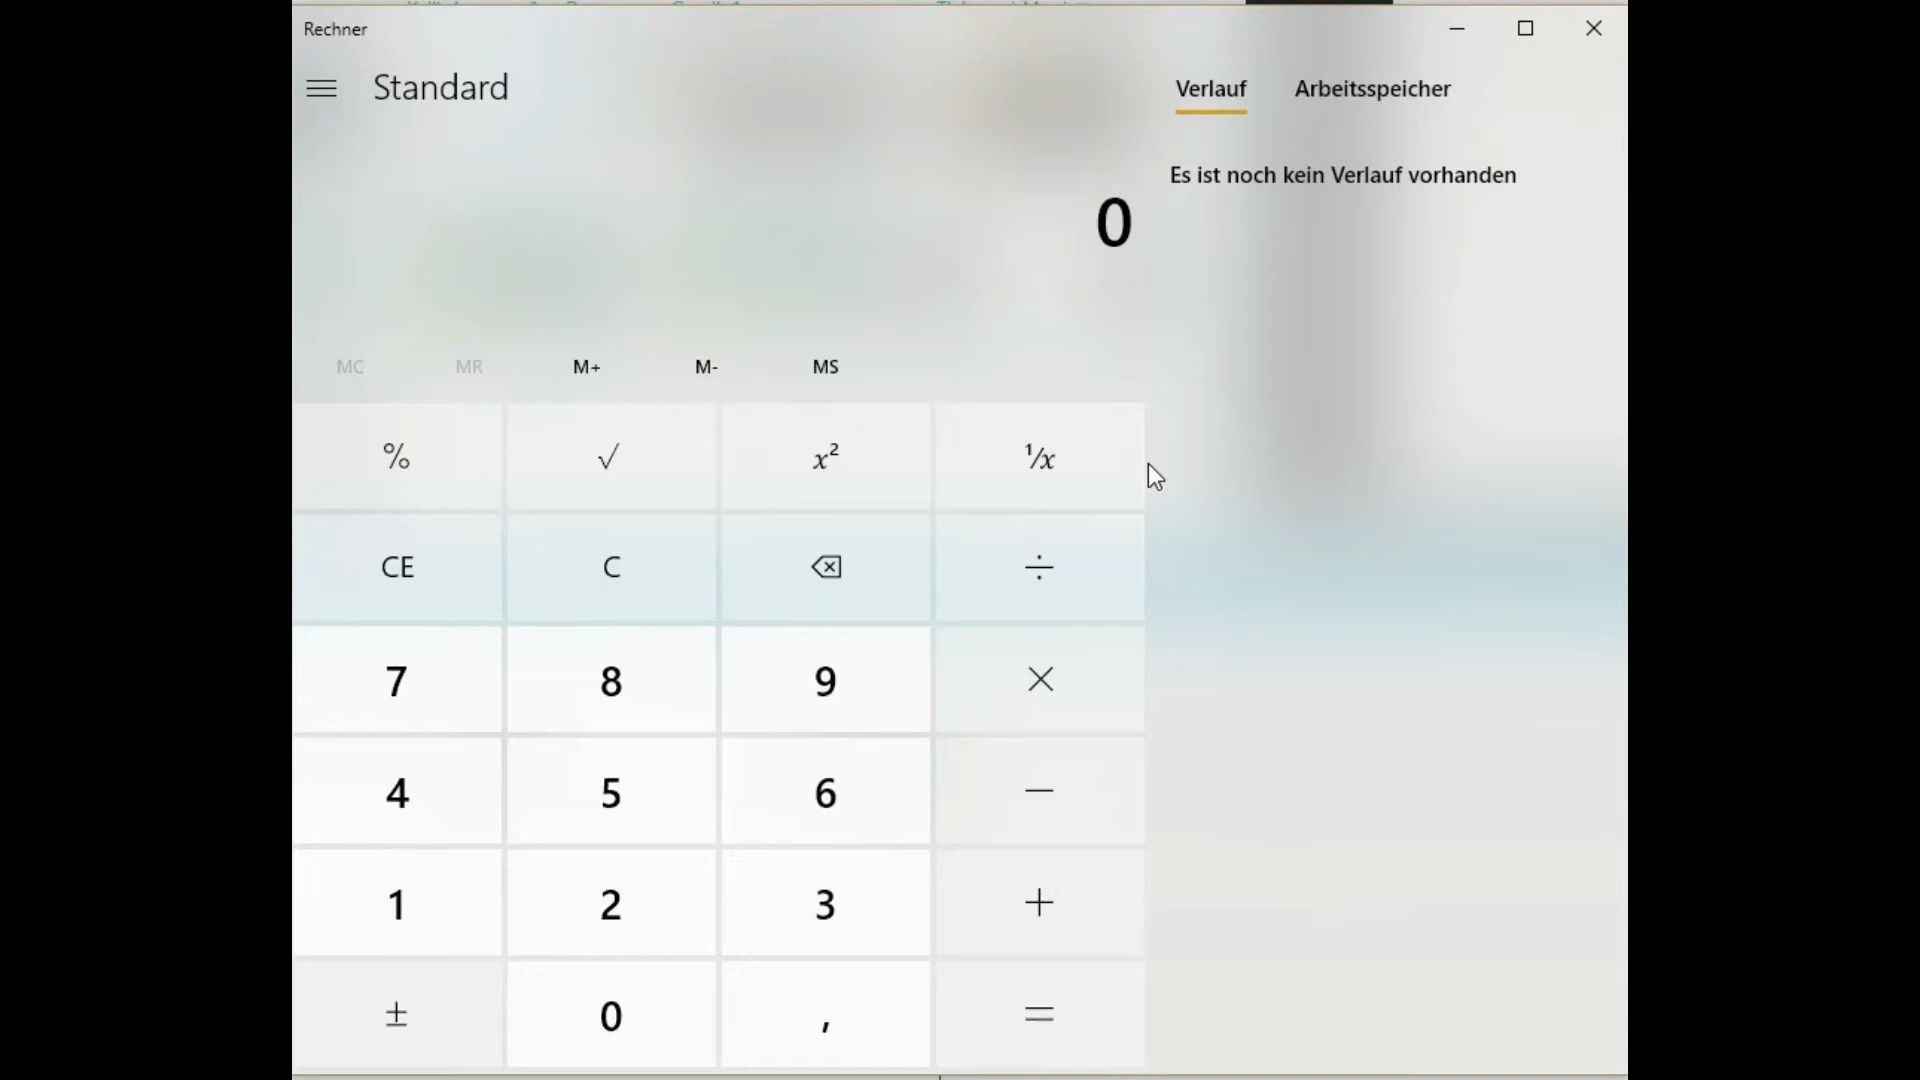 Rechner
Standard
Verlauf Arbeitsspeicher
Es ist noch kein Verlauf vorhanden
0
MC MR M+ M- MS
% √ x² ¹/x
CE C ÷
7 8 9 ×
4 5 6 −
1 2 3 +
± 0 , =